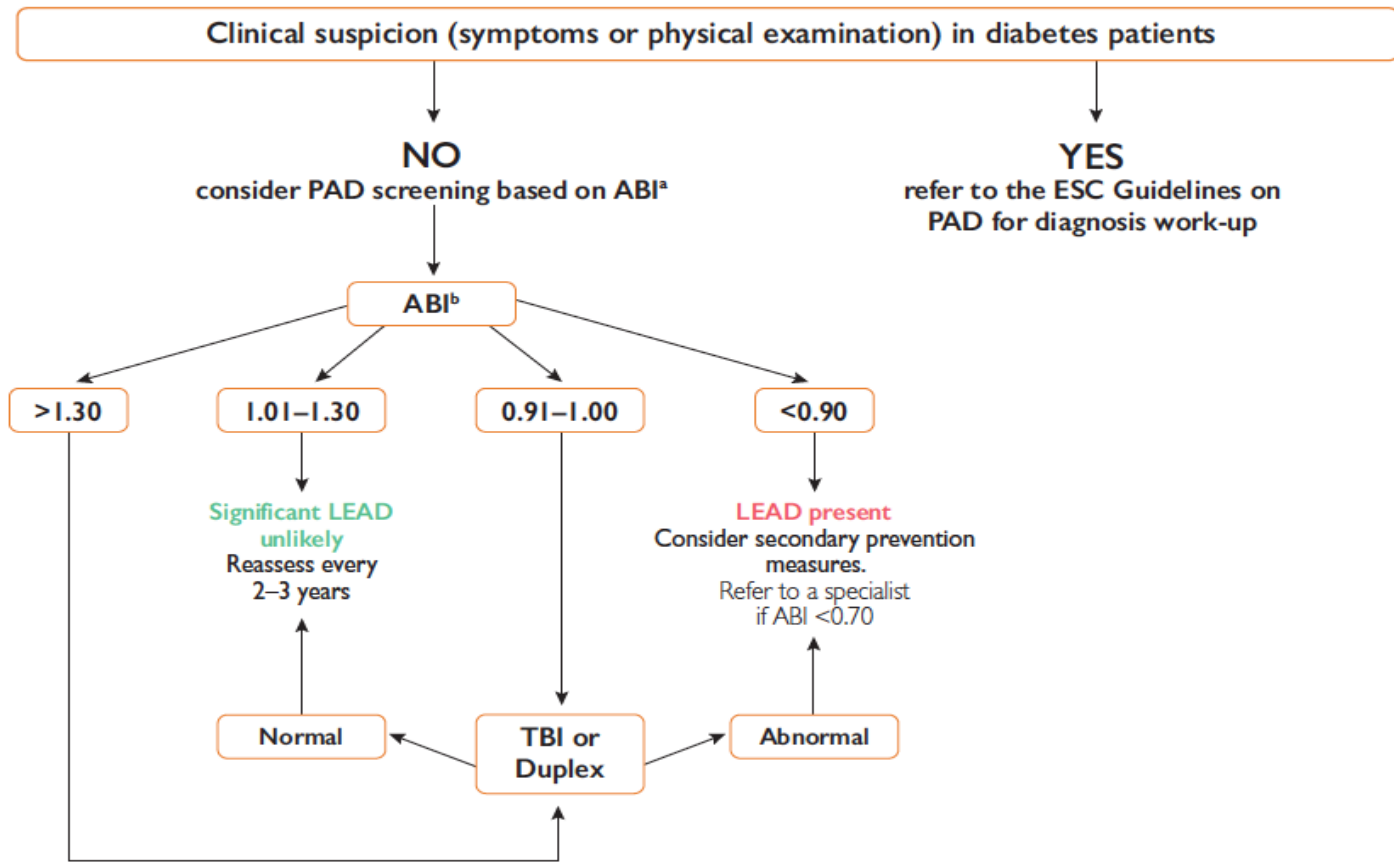 Clinical suspicion (symptoms or physical examination) in diabetes patients
NO
consider PAD screening based on ABIᵃ
YES
refer to the ESC Guidelines on
PAD for diagnosis work-up
ABIᵇ
>1.30
1.01–1.30
0.91–1.00
<0.90
Significant LEAD
unlikely
Reassess every
2–3 years
LEAD present
Consider secondary prevention
measures.
Refer to a specialist
if ABI <0.70
Normal
TBI or
Duplex
Abnormal